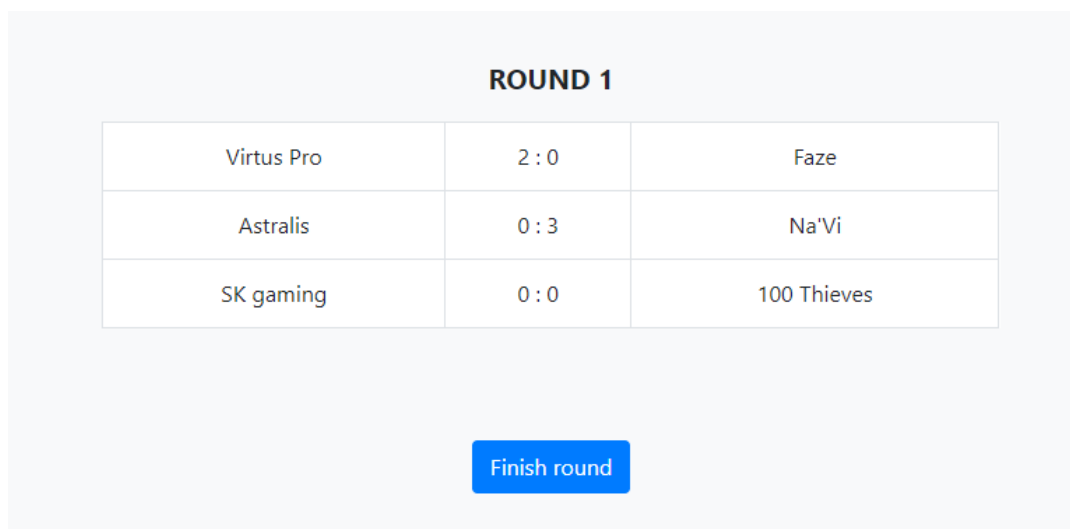 ROUND 1
Virtus Pro 2 : 0 Faze
Astralis 0 : 3 Na'Vi
SK gaming 0 : 0 100 Thieves
Finish round